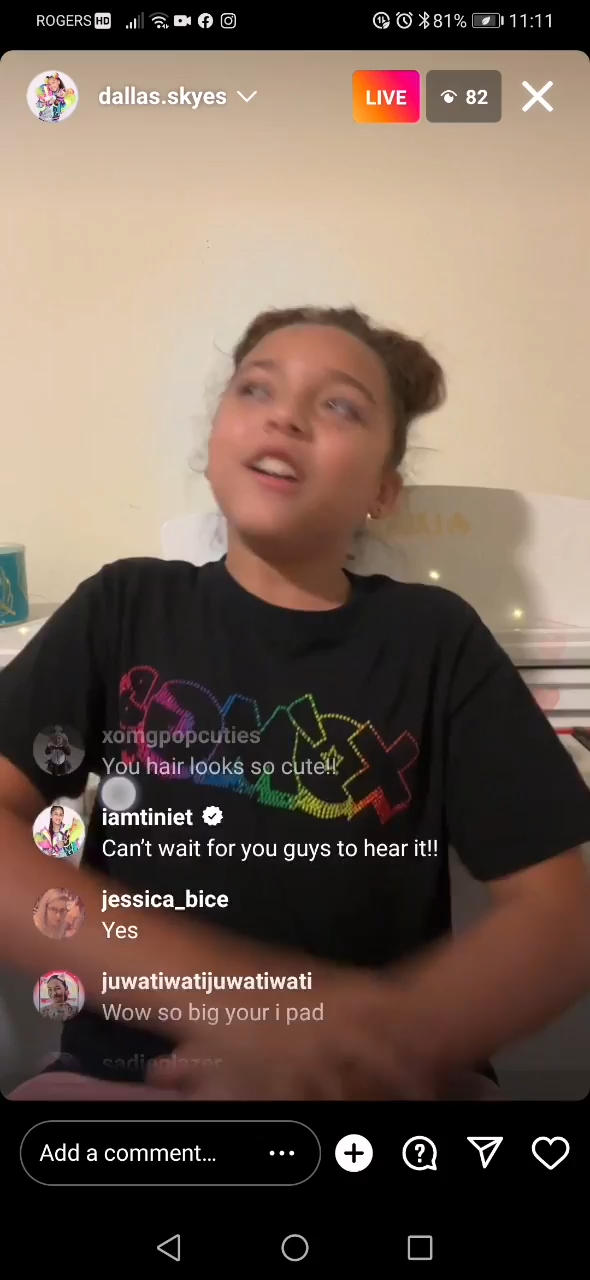 ROGERS HD
81%
11:11
dallas.skyes
LIVE
82
xomgpopcuties
You hair looks so cute!!
iamtiniet
Can't wait for you guys to hear it!!
jessica_bice
Yes
juwatiwatijuwatiwati
Wow so big your i pad
sadieglazer
Add a comment...